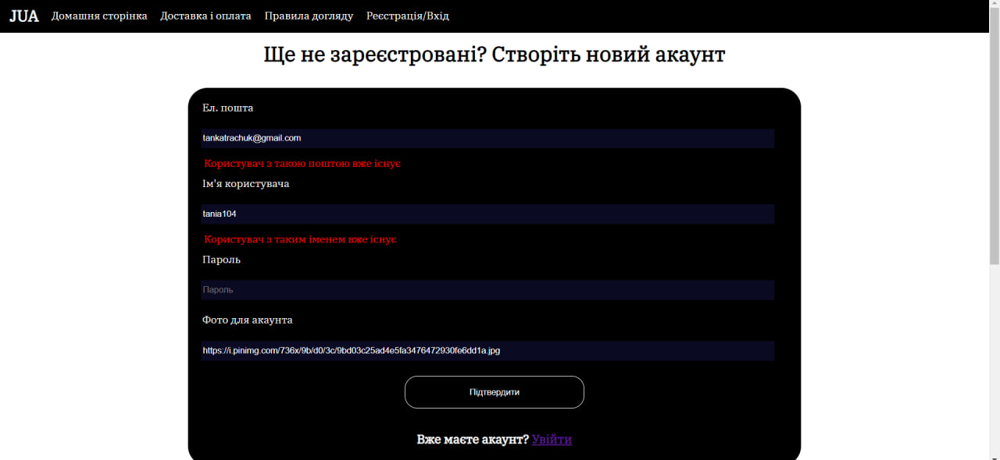 JUA Домашня сторінка Доставка і оплата Правила догляду Реєстрація/Вхід
Ще не зареєстровані? Створіть новий акаунт
Ел. пошта
tankatrachuk@gmail.com
Користувач з такою поштою вже існує
Ім'я користувача
tania104
Користувач з таким іменем вже існує
Пароль
Пароль
Фото для акаунта
https://i.pinimg.com/736x/9b/d0/3c/9bd03c25ad4e5fa3476472930fe6dd1a.jpg
Підтвердити
Вже маєте акаунт? Увійти